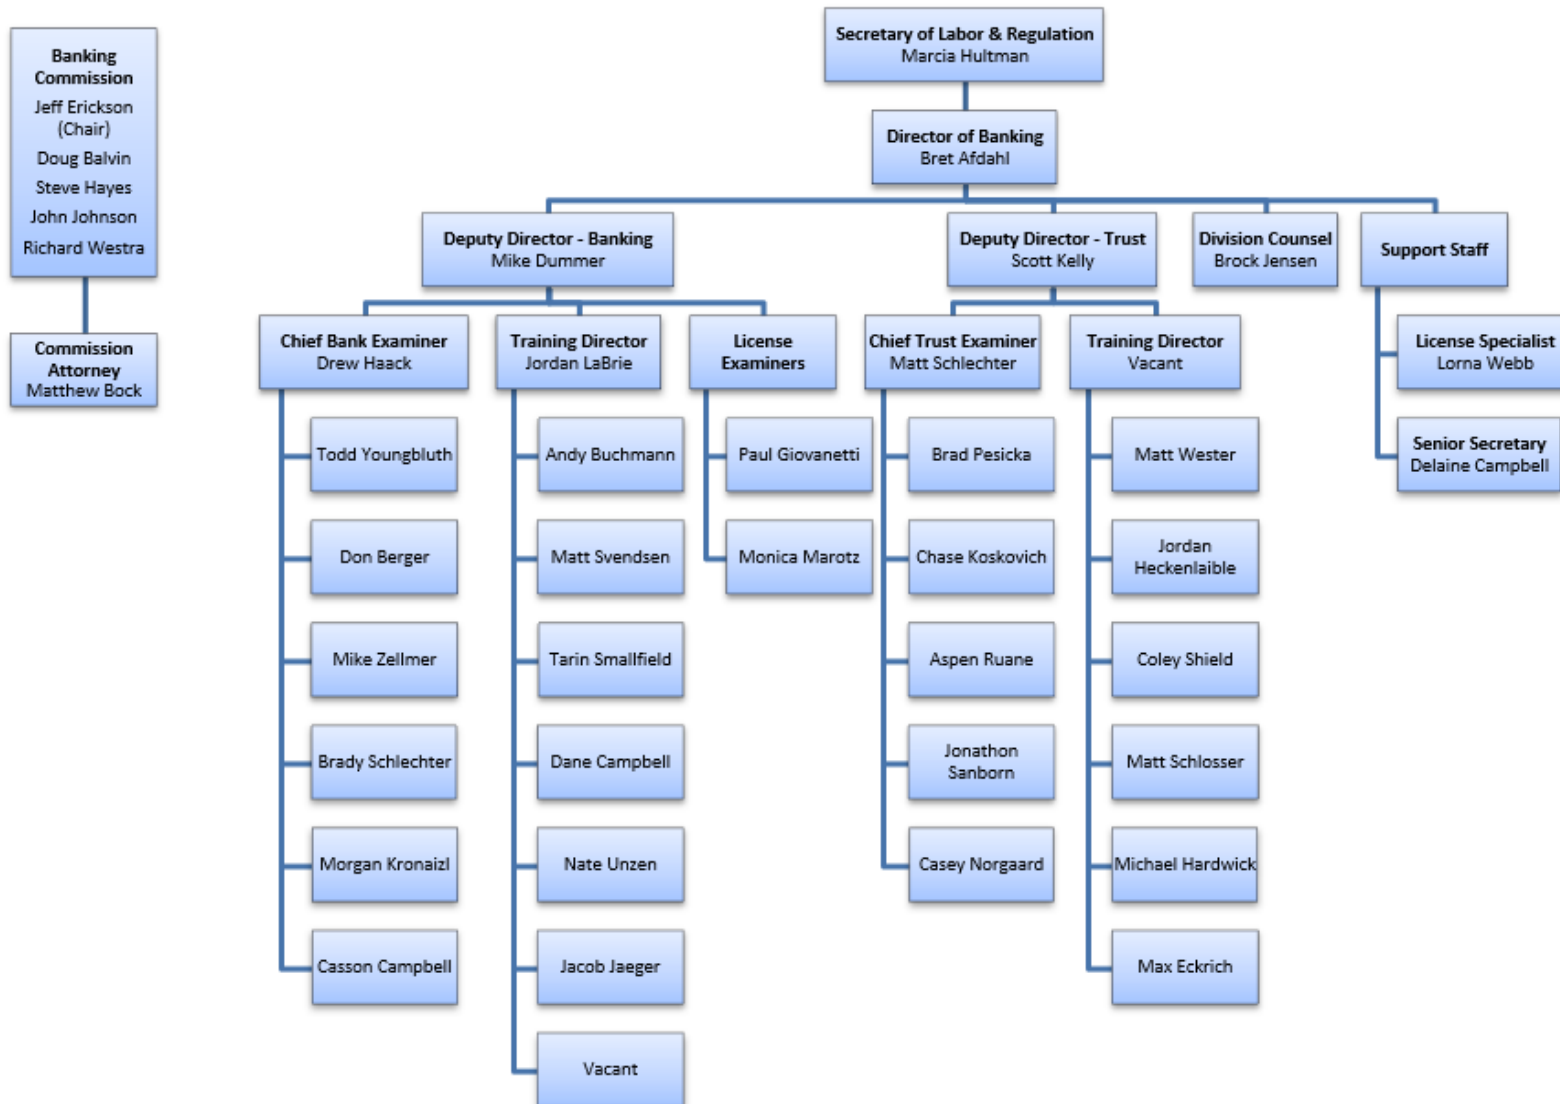 Banking
Commission
Jeff Erickson
(Chair)
Doug Balvin
Steve Hayes
John Johnson
Richard Westra
Commission
Attorney
Matthew Bock
Secretary of Labor & Regulation
Marcia Hultman
Director of Banking
Bret Afdahl
Deputy Director - Banking
Mike Dummer
Deputy Director - Trust
Scott Kelly
Division Counsel
Brock Jensen
Support Staff
Chief Bank Examiner
Drew Haack
Training Director
Jordan LaBrie
License
Examiners
Chief Trust Examiner
Matt Schlechter
Training Director
Vacant
License Specialist
Lorna Webb
Senior Secretary
Delaine Campbell
Todd Youngbluth
Don Berger
Mike Zellmer
Brady Schlechter
Morgan Kronaizl
Casson Campbell
Andy Buchmann
Matt Svendsen
Tarin Smallfield
Dane Campbell
Nate Unzen
Jacob Jaeger
Vacant
Paul Giovanetti
Monica Marotz
Brad Pesicka
Chase Koskovich
Aspen Ruane
Jonathon
Sanborn
Casey Norgaard
Matt Wester
Jordan
Heckenlaible
Coley Shield
Matt Schlosser
Michael Hardwick
Max Eckrich